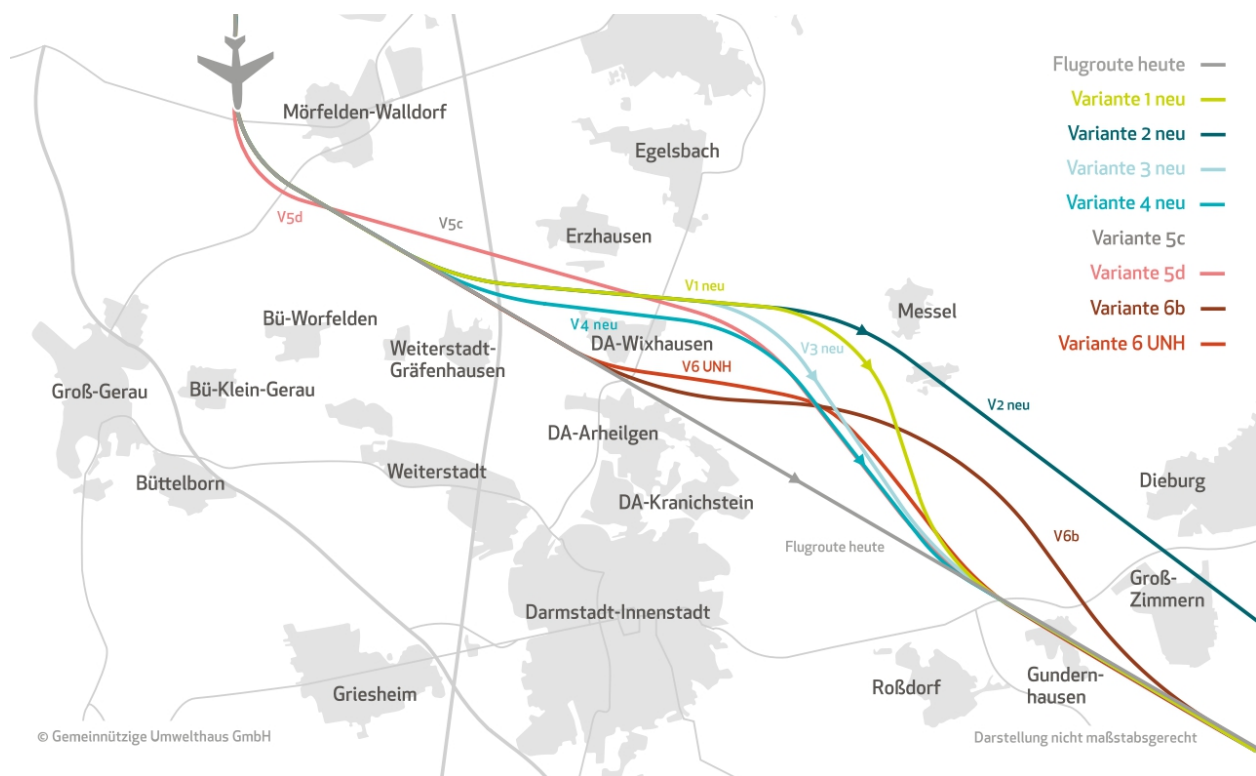 Mörfelden-Walldorf
Egelsbach
Erzhausen
V5d
V5c
V1 neu
V4 neu
DA-Wixhausen
V3 neu
Messel
V6 UNH
V2 neu
Bü-Worfelden
Weiterstadt-
Gräfenhausen
Groß-Gerau
Bü-Klein-Gerau
DA-Arheilgen
Büttelborn
Weiterstadt
DA-Kranichstein
Dieburg
Flugroute heute
V6b
Groß-
Zimmern
Darmstadt-Innenstadt
Griesheim
Roßdorf
Gundern-
hausen
Flugroute heute
Variante 1 neu
Variante 2 neu
Variante 3 neu
Variante 4 neu
Variante 5c
Variante 5d
Variante 6b
Variante 6 UNH
© Gemeinnützige Umwelthaus GmbH
Darstellung nicht maßstabsgerecht